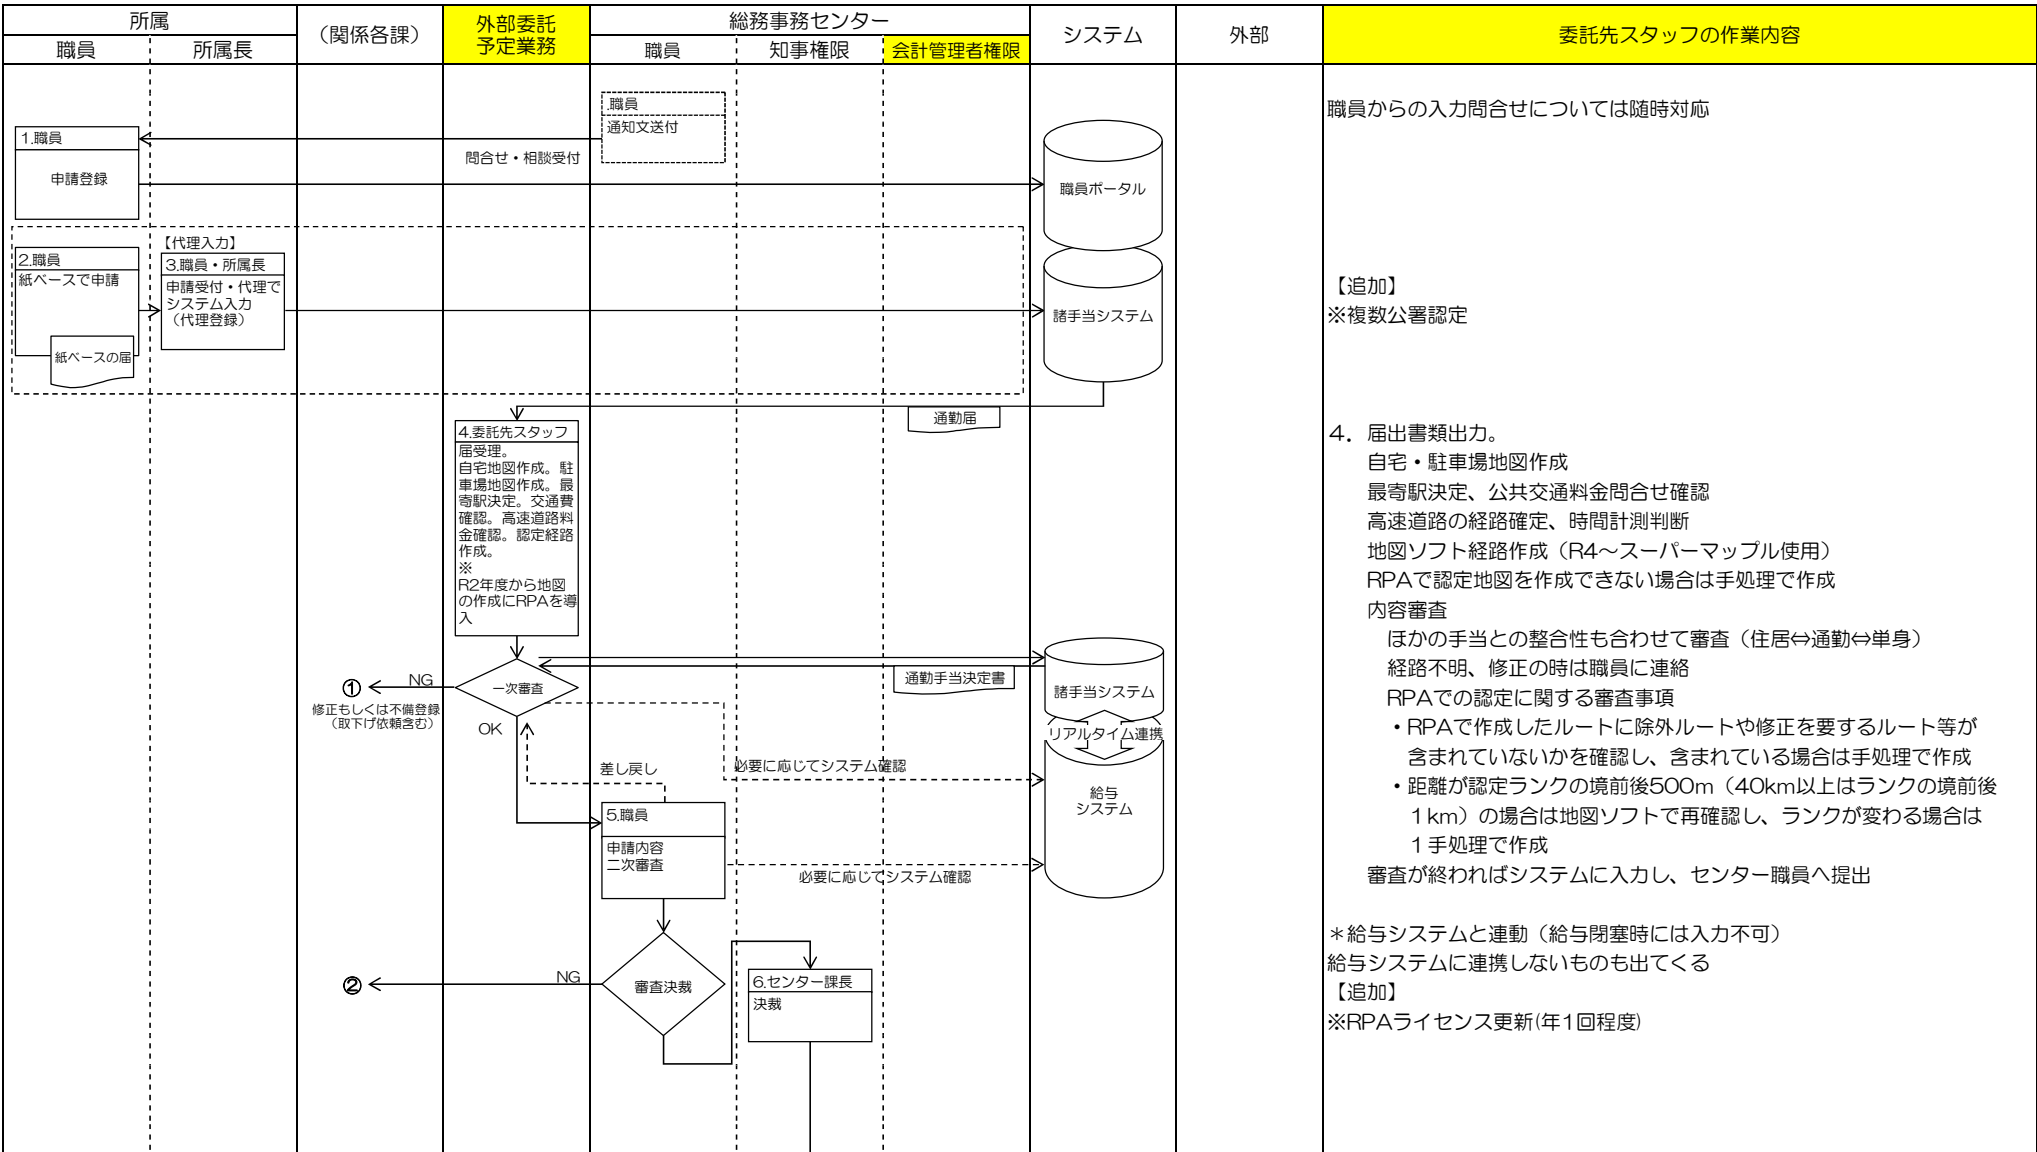 所属
職員
所属長
（関係各課）
外部委託
予定業務
総務事務センター
職員
知事権限
会計管理者権限
システム
外部
委託先スタッフの作業内容
.職員
通知文送付
1.職員
申請登録
問合せ・相談受付
職員ポータル
2.職員
紙ベースで申請
紙ベースの届
【代理入力】
3.職員・所属長
申請受付・代理で
システム入力
（代理登録）
諸手当システム
通勤届
4.委託先スタッフ
届受理。
自宅地図作成。駐
車場地図作成。最
寄駅決定。交通費
確認。高速道路料
金確認。認定経路
作成。
※
R2年度から地図
の作成にRPAを導
入
一次審査
NG
①
修正もしくは不備登録
（取下げ依頼含む）
OK
通勤手当決定書
諸手当システム
リアルタイム連携
給与
システム
差し戻し
必要に応じてシステム確認
5.職員
申請内容
二次審査
必要に応じてシステム確認
審査決裁
NG
②
6.センター課長
決裁
職員からの入力問合せについては随時対応
【追加】
※複数公署認定
４．届出書類出力。
自宅・駐車場地図作成
最寄駅決定、公共交通料金問合せ確認
高速道路の経路確定、時間計測判断
地図ソフト経路作成（R4～スーパーマップル使用）
RPAで認定地図を作成できない場合は手処理で作成
内容審査
ほかの手当との整合性も合わせて審査（住居⇔通勤⇔単身）
経路不明、修正の時は職員に連絡
RPAでの認定に関する審査事項
・RPAで作成したルートに除外ルートや修正を要するルート等が
含まれていないかを確認し、含まれている場合は手処理で作成
・距離が認定ランクの境前後500m（40km以上はランクの境前後
１km）の場合は地図ソフトで再確認し、ランクが変わる場合は
１手処理で作成
審査が終わればシステムに入力し、センター職員へ提出
＊給与システムと連動（給与閉塞時には入力不可）
給与システムに連携しないものも出てくる
【追加】
※RPAライセンス更新(年1回程度)